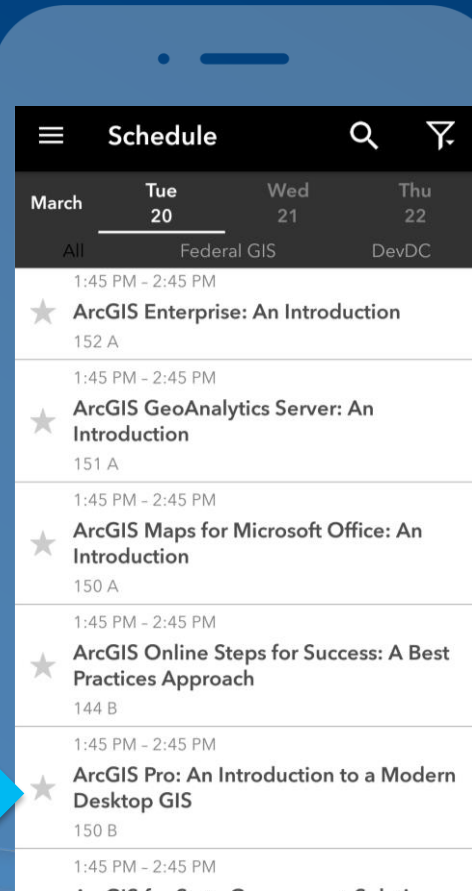 Schedule
March
Tue Wed Thu
20 21 22
All Federal GIS DevDC
1:45 PM – 2:45 PM
ArcGIS Enterprise: An Introduction
152 A
1:45 PM – 2:45 PM
ArcGIS GeoAnalytics Server: An
Introduction
151 A
1:45 PM – 2:45 PM
ArcGIS Maps for Microsoft Office: An
Introduction
150 A
1:45 PM – 2:45 PM
ArcGIS Online Steps for Success: A Best
Practices Approach
144 B
1:45 PM – 2:45 PM
ArcGIS Pro: An Introduction to a Modern
Desktop GIS
150 B
1:45 PM – 2:45 PM